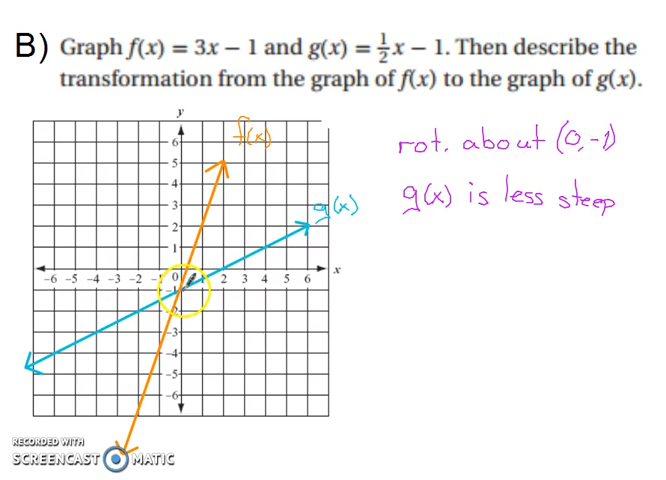 B) Graph f(x) = 3x − 1 and g(x) = ½x − 1. Then describe the
transformation from the graph of f(x) to the graph of g(x).
y
f(x)
rot. about (0,-1)
g(x) is less steep
g(x)
6
5
4
3
2
1
-6 -5 -4 -3 -2 -1 0 2 3 4 5 6 x
-1
-3
-4
-5
-6
RECORDED WITH
SCREENCAST MATIC